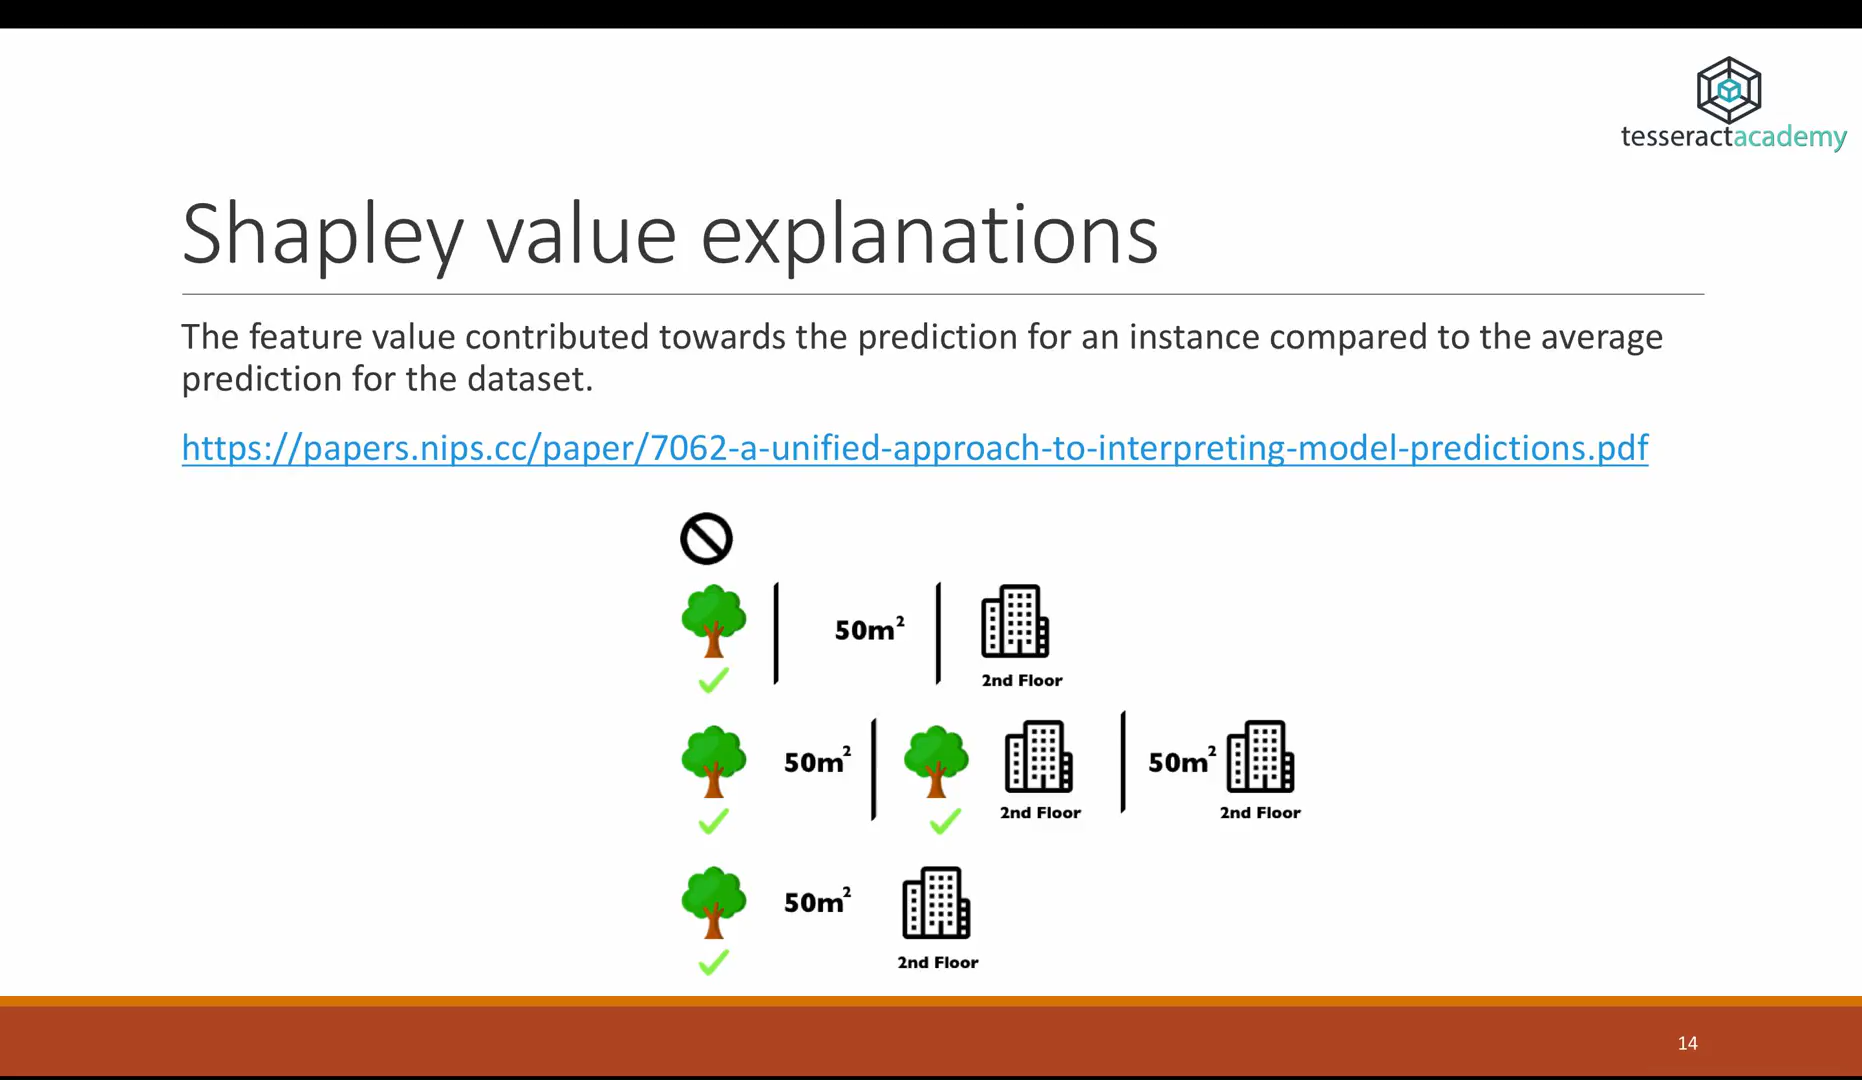 tesseractacademy
Shapley value explanations
The feature value contributed towards the prediction for an instance compared to the average
prediction for the dataset.
https://papers.nips.cc/paper/7062-a-unified-approach-to-interpreting-model-predictions.pdf
50m²
2nd Floor
50m² 50m²
2nd Floor 2nd Floor
50m²
2nd Floor
14